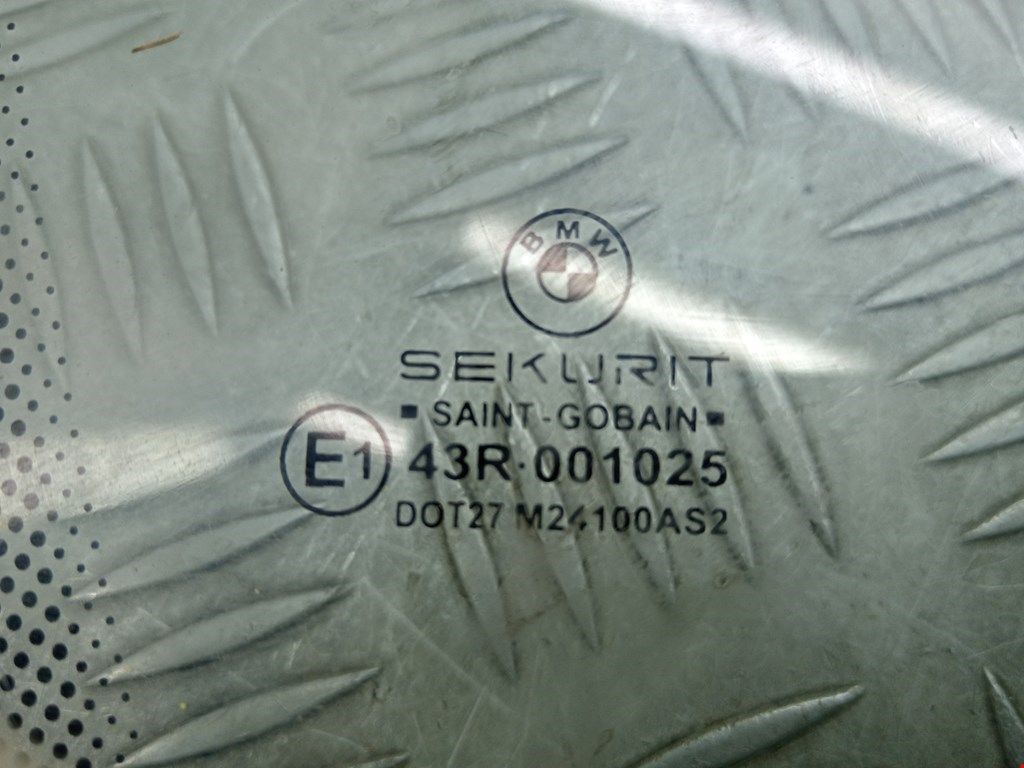 BMW
SEKURIT
▪ SAINT-GOBAIN ▪
E1 43R·001025
DOT27 M24100AS2